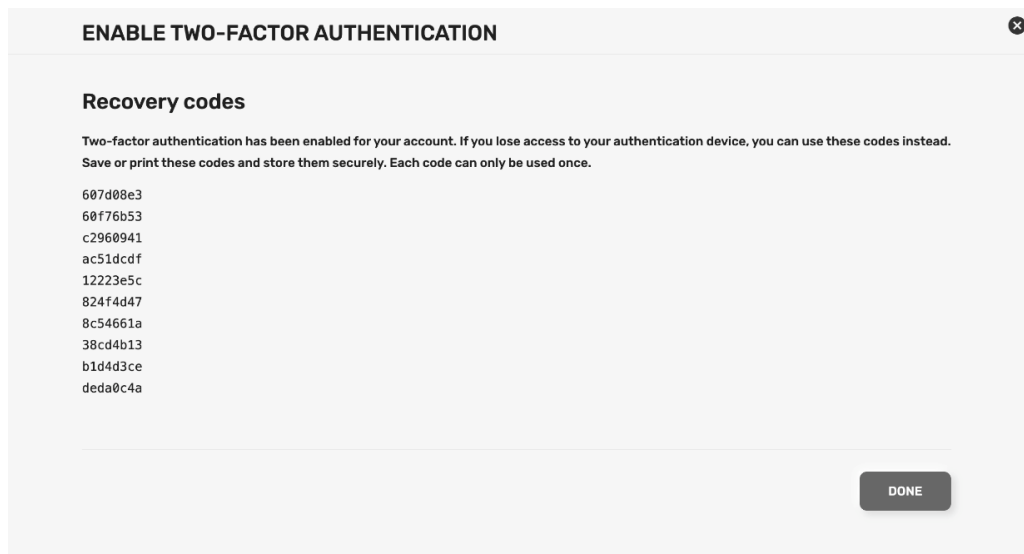 ENABLE TWO-FACTOR AUTHENTICATION
Recovery codes
Two-factor authentication has been enabled for your account. If you lose access to your authentication device, you can use these codes instead.
Save or print these codes and store them securely. Each code can only be used once.
607d08e3
60f76b53
c2960941
ac51dcdf
12223e5c
824f4d47
8c54661a
38cd4b13
b1d4d3ce
deda0c4a
DONE